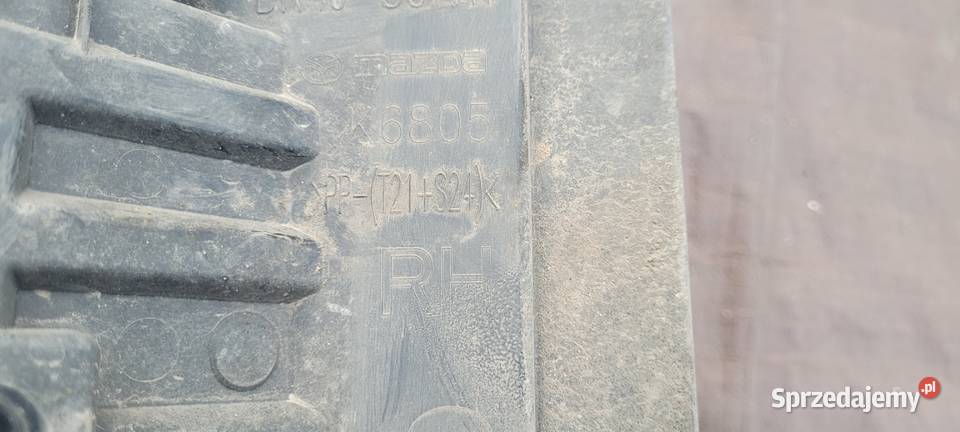 mazda
K6805
>PP-(T21+S24)<
RH
Sprzedajemy.pl